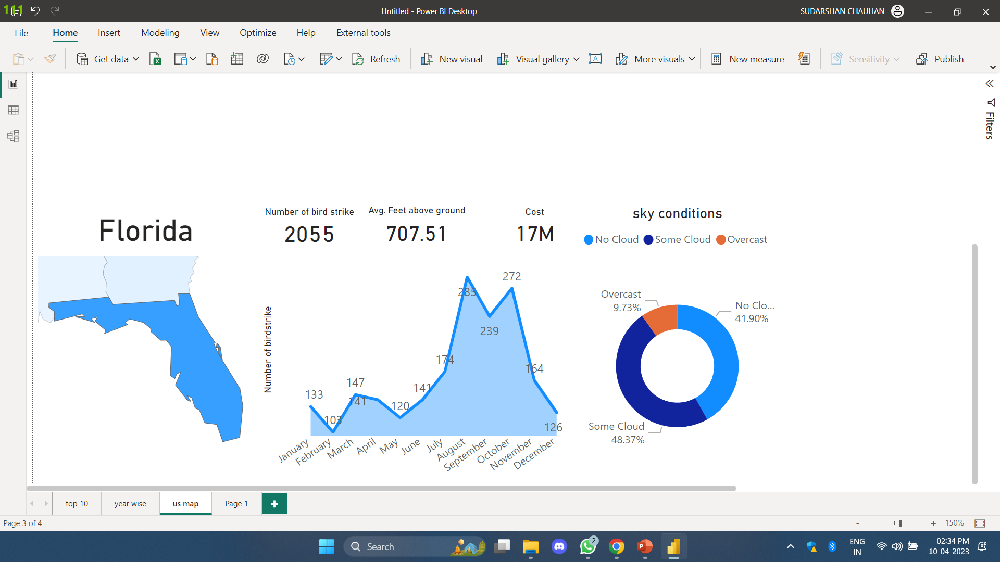 111
Untitled - Power BI Desktop
SUDARSHAN CHAUHAN
File Home Insert Modeling View Optimize Help External tools
Get data Refresh New visual Visual gallery More visuals New measure Sensitivity Publish
Filters
Florida
Number of bird strike
2055
Avg. Feet above ground
707.51
Cost
17M
sky conditions
No Cloud Some Cloud Overcast
Number of birdstrike
133
103
147
141
120
141
174
285
239
272
164
126
January
February
March
April
May
June
July
August
September
October
November
December
Overcast
9.73%
No Clo...
41.90%
Some Cloud
48.37%
top 10 year wise us map Page 1
Page 3 of 4
- + 150%
Search
2
ENG
IN
02:34 PM
10-04-2023